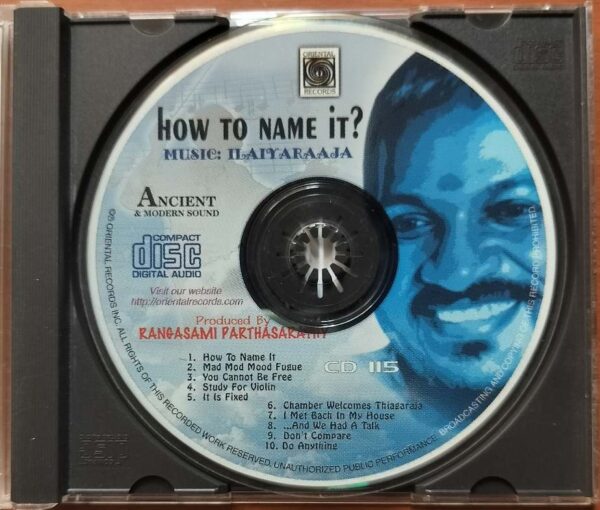 ORIENTAL
RECORDS
HOW TO NAME IT?
MUSIC: ILAIYARAAJA
ANCIENT
& MODERN SOUND
COMPACT
disc
DIGITAL AUDIO
Visit our website
http://orientalrecords.com
Produced By
RANGASAMI PARTHASARATHY
CD 115
1. How To Name It
2. Mad Mod Mood Fugue
3. You Cannot Be Free
4. Study For Violin
5. It Is Fixed
6. Chamber Welcomes Thiagaraja
7. I Met Bach In My House
8. ...And We Had A Talk
9. Don't Compare
10. Do Anything
ORIENTAL RECORDS INC. ALL RIGHTS OF THIS RECORDED WORK RESERVED, UNAUTHORIZED PUBLIC PERFORMANCE, BROADCASTING AND COPYING OF THIS RECORD PROHIBITED.
disc